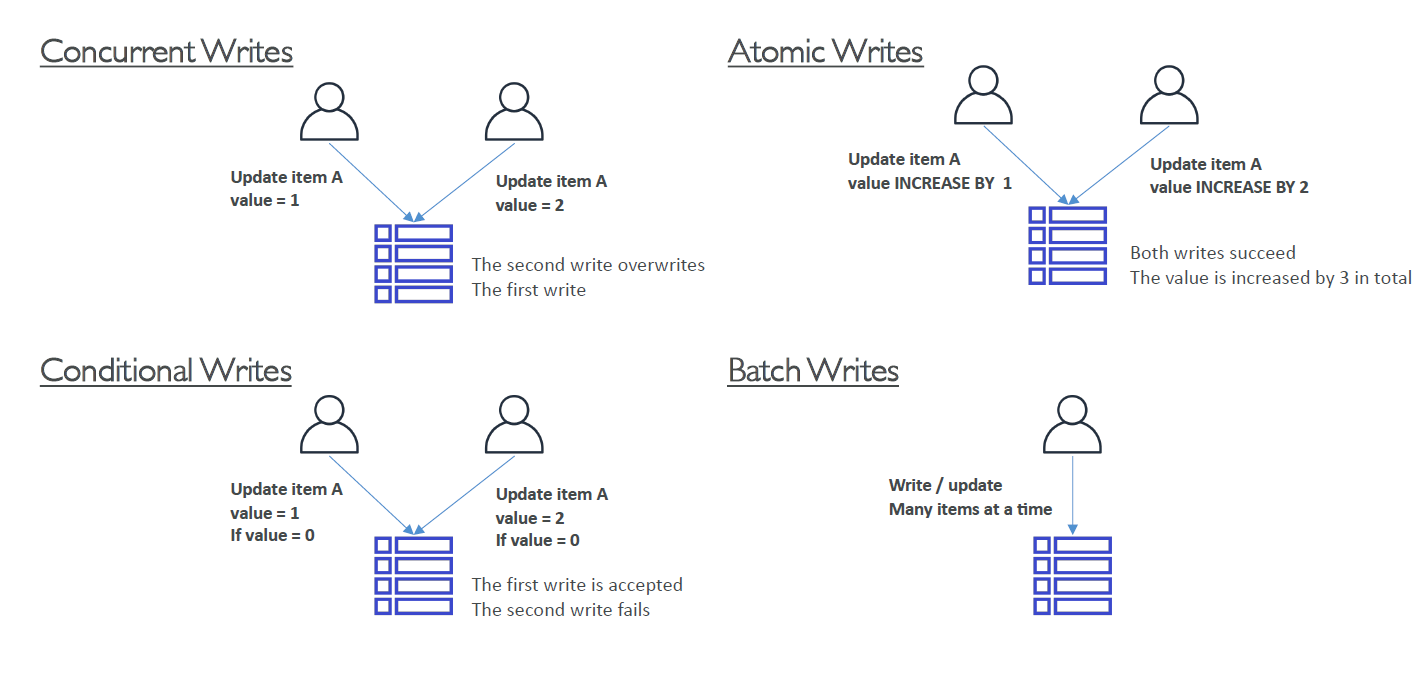 Concurrent Writes
Update item A
value = 1
Update item A
value = 2
The second write overwrites
The first write
Atomic Writes
Update item A
value INCREASE BY 1
Update item A
value INCREASE BY 2
Both writes succeed
The value is increased by 3 in total
Conditional Writes
Update item A
value = 1
If value = 0
Update item A
value = 2
If value = 0
The first write is accepted
The second write fails
Batch Writes
Write / update
Many items at a time